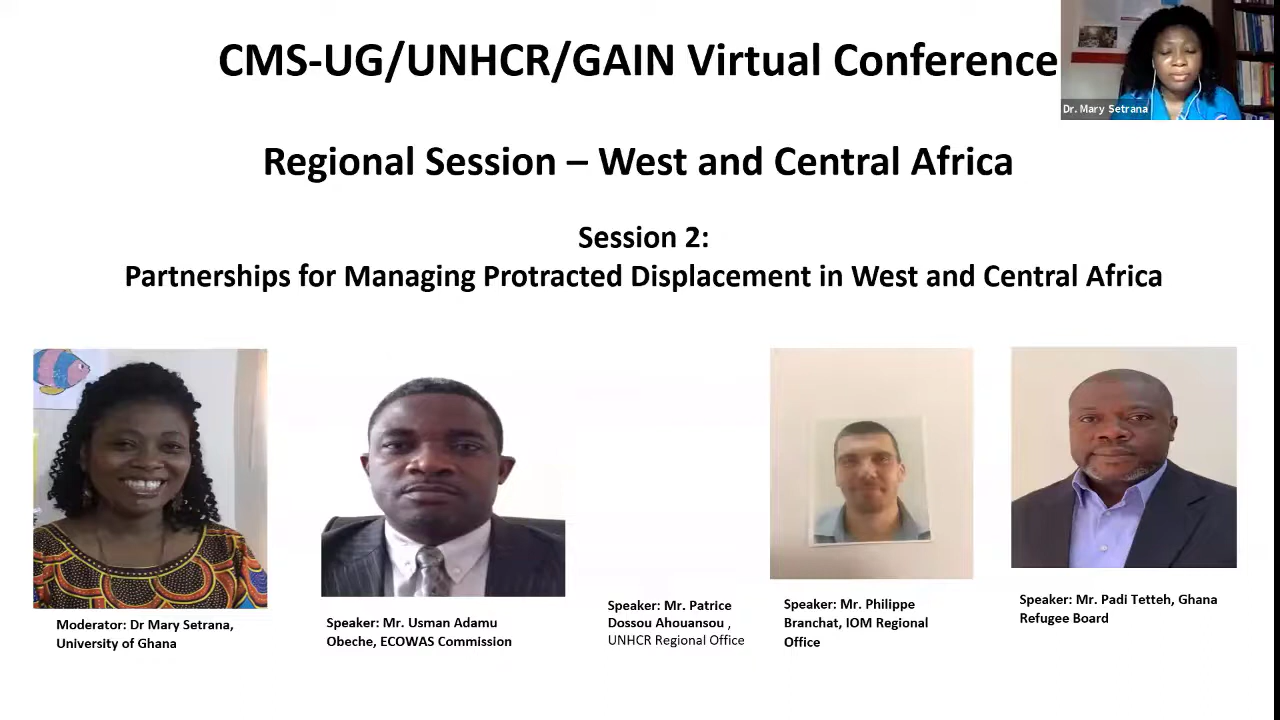 CMS-UG/UNHCR/GAIN Virtual Conference
Dr. Mary Setrana
Regional Session – West and Central Africa
Session 2:
Partnerships for Managing Protracted Displacement in West and Central Africa
Moderator: Dr Mary Setrana,
University of Ghana
Speaker: Mr. Usman Adamu
Obeche, ECOWAS Commission
Speaker: Mr. Patrice
Dossou Ahouansou ,
UNHCR Regional Office
Speaker: Mr. Philippe
Branchat, IOM Regional
Office
Speaker: Mr. Padi Tetteh, Ghana
Refugee Board